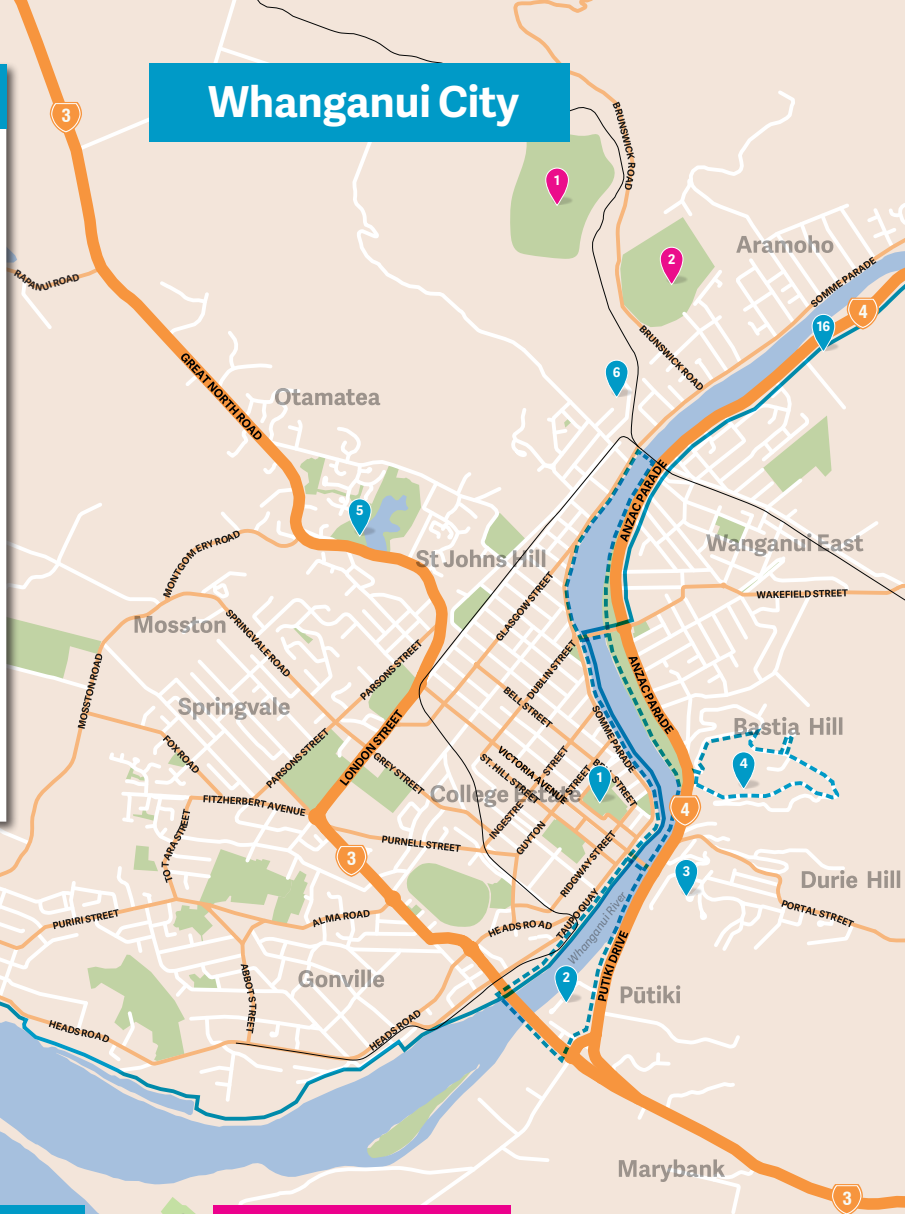 Whanganui City
3
BRUNSWICK ROAD
1
2
Aramoho
SOMME PARADE
4
16
RAPANUI ROAD
BRUNSWICK ROAD
6
GREAT NORTH ROAD
Otamatea
ANZAC PARADE
5
MONTGOMERY ROAD
St Johns Hill
Wanganui East
GLASGOW STREET
WAKEFIELD STREET
Mosston
SPRINGVALE ROAD
PARSONS STREET
DUBLIN STREET
ANZAC PARADE
MOSSTON ROAD
Springvale
BELL STREET
SOMME PARADE
Bastia Hill
FOX ROAD
PARSONS STREET
LONDON STREET
GREY STREET
VICTORIA AVENUE
ST. HILL STREET
STREET
STREET
4
1
College Estate
FITZHERBERT AVENUE
INGESTRE
GUYTON
4
TOTARA STREET
PURNELL STREET
RIDGWAY STREET
3
3
Durie Hill
PORTAL STREET
PURIRI STREET
ALMA ROAD
HEADS ROAD
TAUPO QUAY
Whanganui River
PUTIKI DRIVE
ABBOT STREET
Gonville
2
Pūtiki
HEADS ROAD
HEADS ROAD
Marybank
3